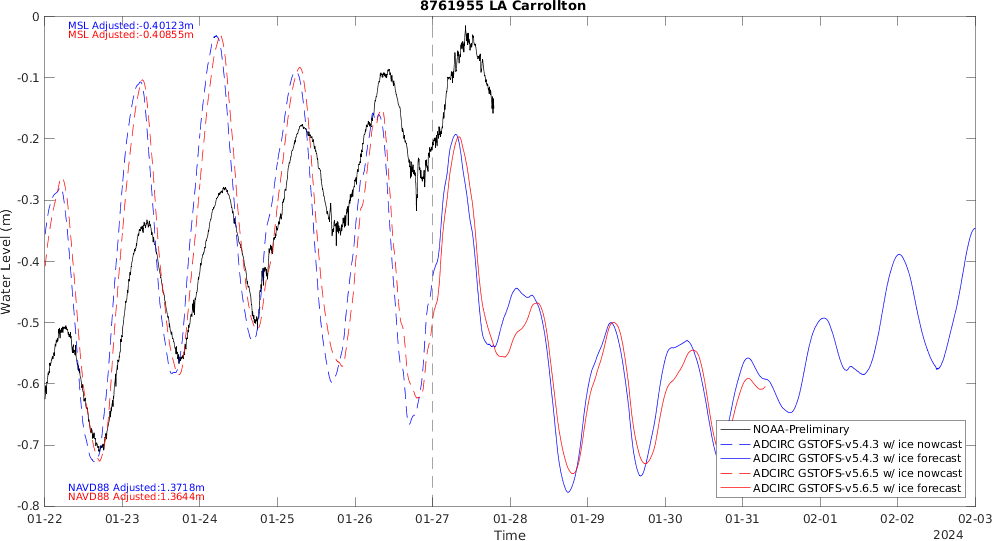 8761955 LA Carrollton
MSL Adjusted:-0.40123m
MSL Adjusted:-0.40855m
0
-0.1
-0.2
-0.3
-0.4
-0.5
-0.6
-0.7
-0.8
Water Level (m)
NAVD88 Adjusted:1.3718m
NAVD88 Adjusted:1.3644m
NOAA-Preliminary
ADCIRC GSTOFS-v5.4.3 w/ ice nowcast
ADCIRC GSTOFS-v5.4.3 w/ ice forecast
ADCIRC GSTOFS-v5.6.5 w/ ice nowcast
ADCIRC GSTOFS-v5.6.5 w/ ice forecast
01-22 01-23 01-24 01-25 01-26 01-27 01-28 01-29 01-30 01-31 02-01 02-02 02-03
Time
2024